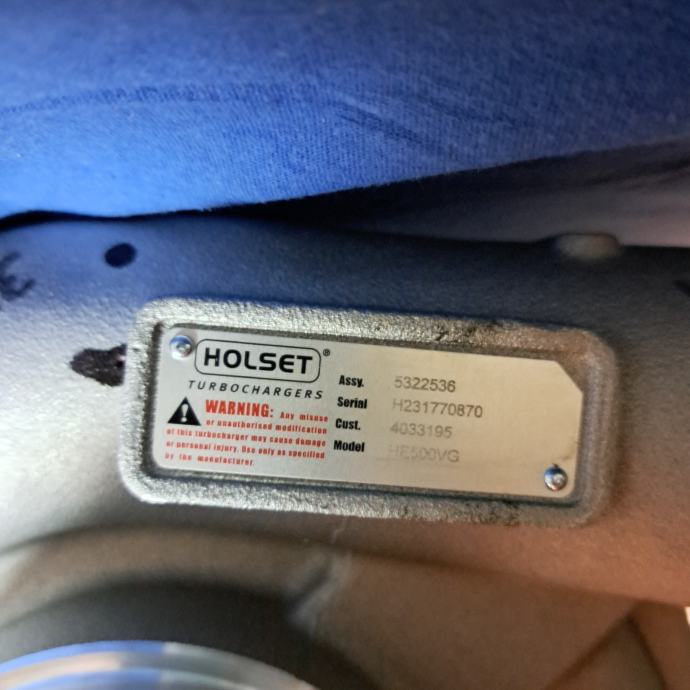 HOLSET®
TURBOCHARGERS
WARNING: Any misuse
or unauthorised modification
of this turbocharger may cause damage
or personal injury. Use only as specified
by the manufacturer.
Assy. 5322536
Serial H231770870
Cust. 4033195
Model HE500VG